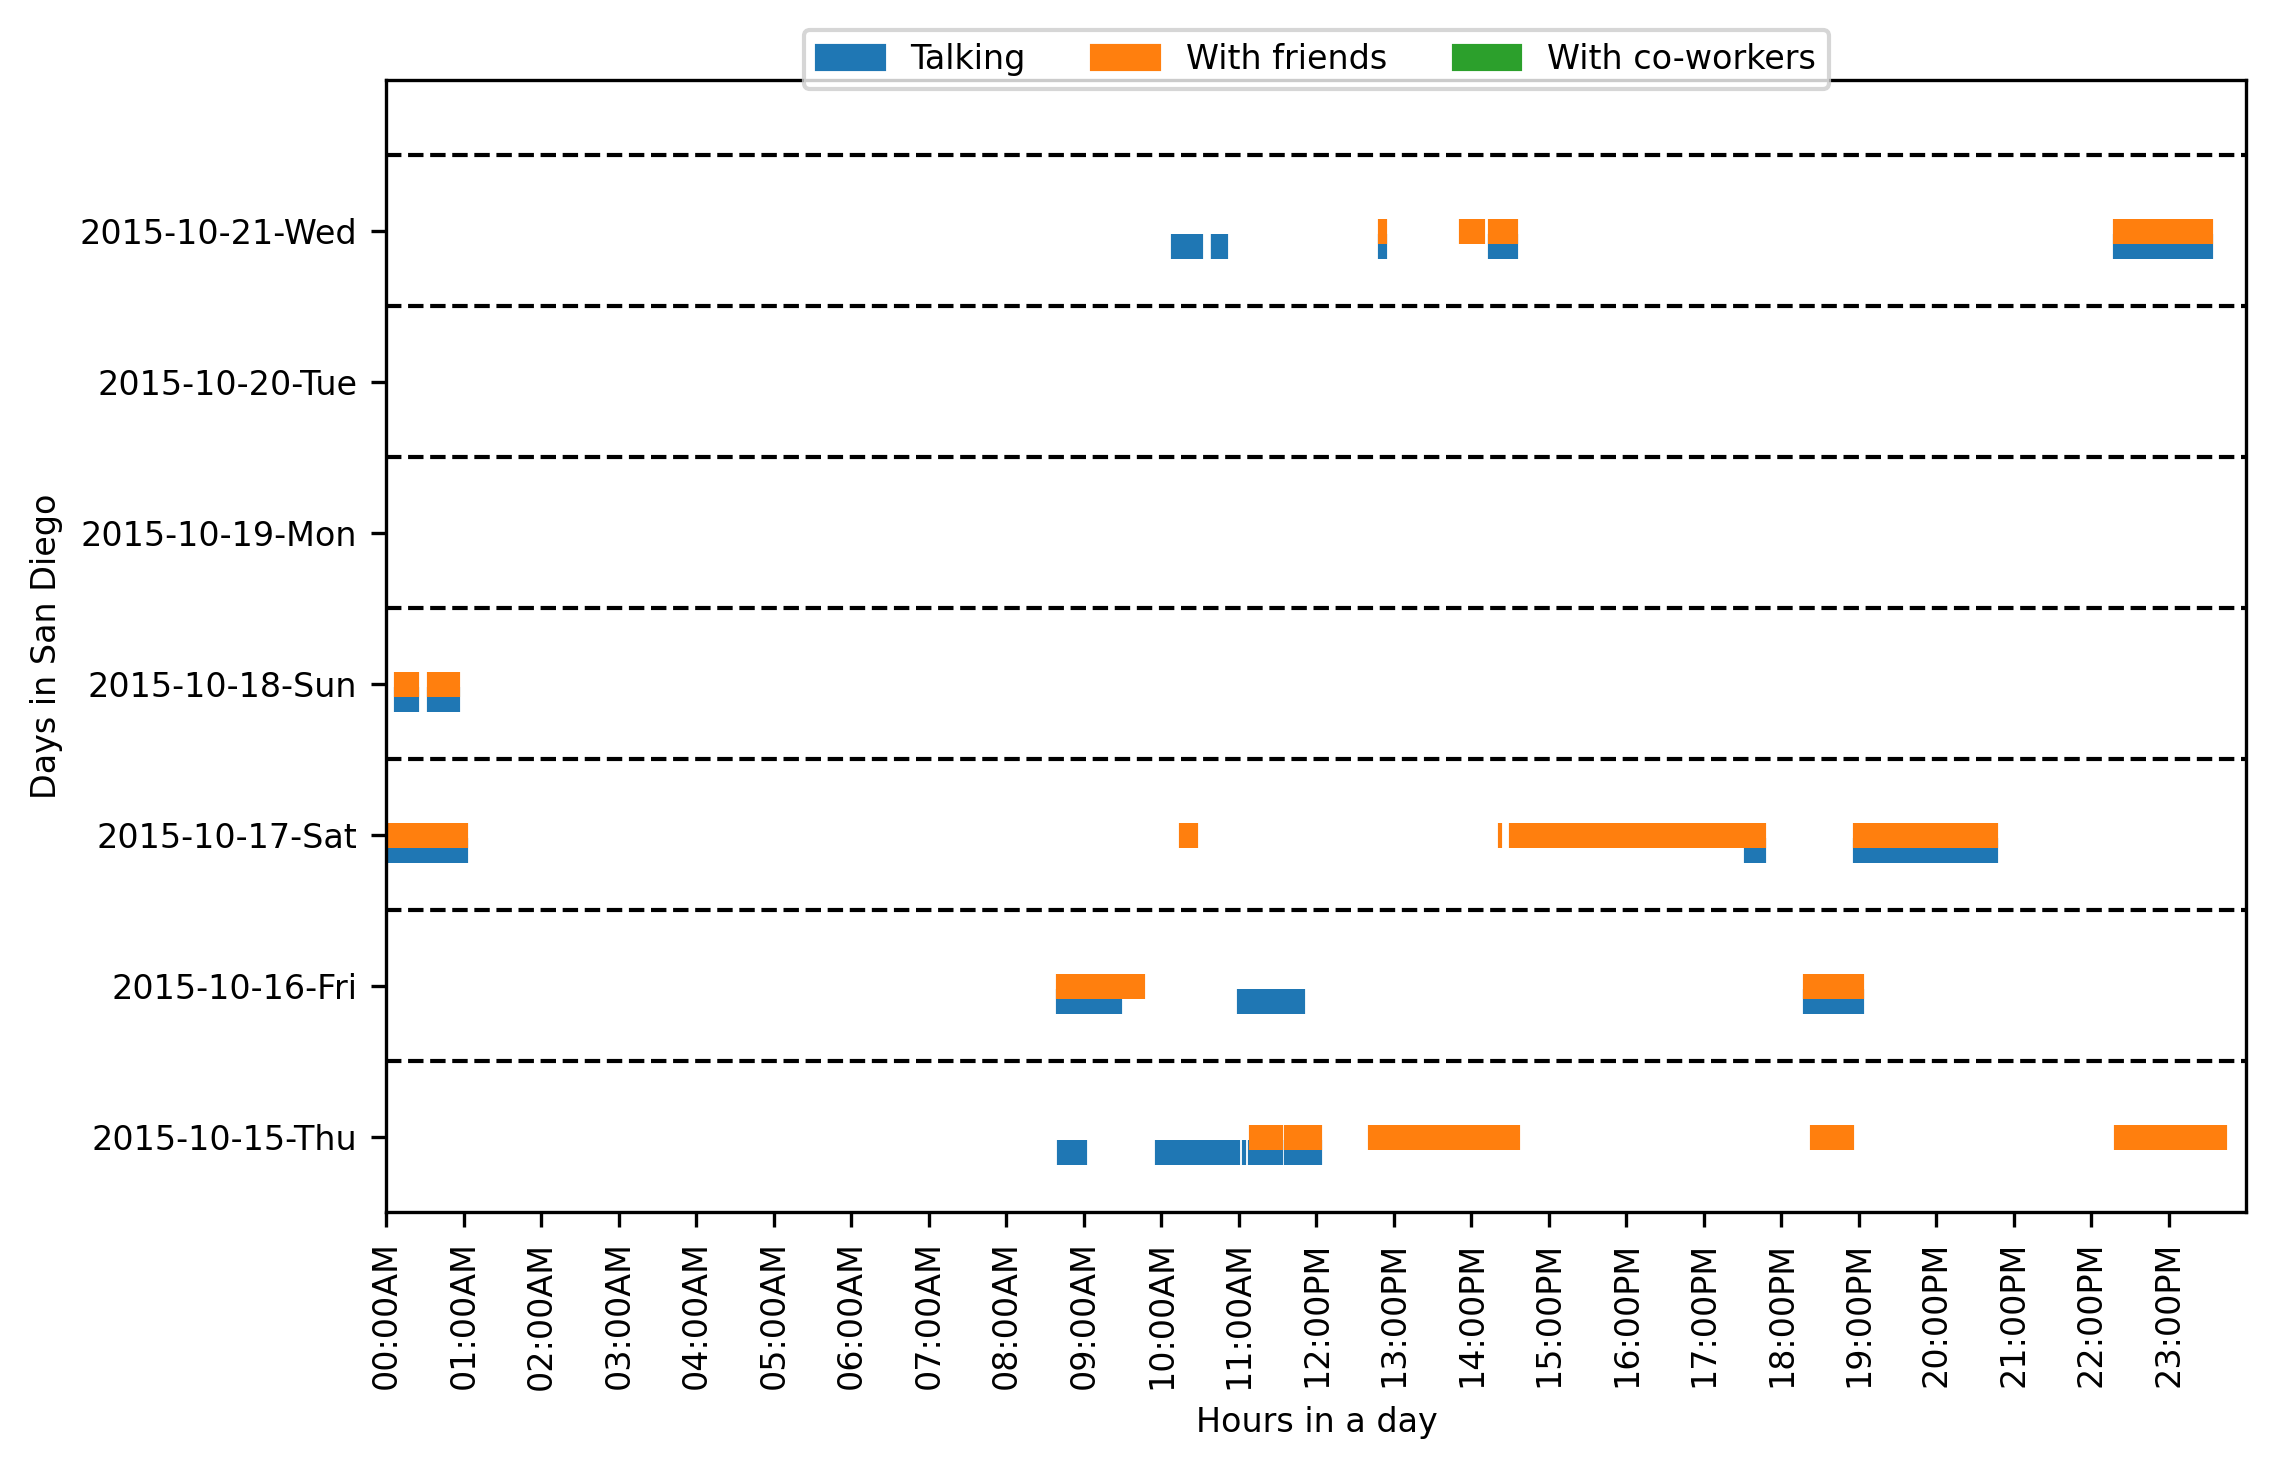 Talking With friends With co-workers
2015-10-21-Wed
2015-10-20-Tue
2015-10-19-Mon
2015-10-18-Sun
2015-10-17-Sat
2015-10-16-Fri
2015-10-15-Thu
Days in San Diego
00:00AM
01:00AM
02:00AM
03:00AM
04:00AM
05:00AM
06:00AM
07:00AM
08:00AM
09:00AM
10:00AM
11:00AM
12:00PM
13:00PM
14:00PM
15:00PM
16:00PM
17:00PM
18:00PM
19:00PM
20:00PM
21:00PM
22:00PM
23:00PM
Hours in a day